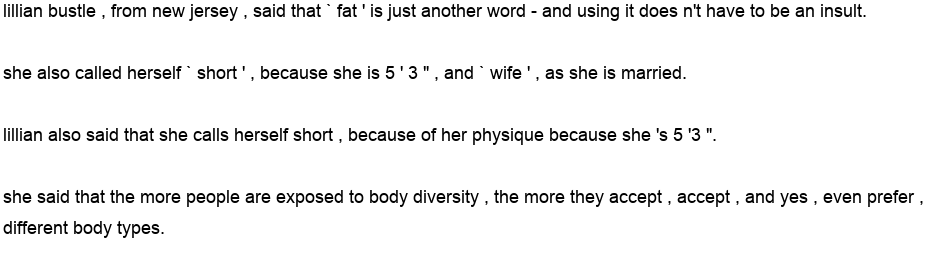 lillian bustle , from new jersey , said that ` fat ' is just another word - and using it does n't have to be an insult.
she also called herself ` short ' , because she is 5 ' 3 " , and ` wife ' , as she is married.
lillian also said that she calls herself short , because of her physique because she 's 5 '3 ".
she said that the more people are exposed to body diversity , the more they accept , accept , and yes , even prefer ,
different body types.